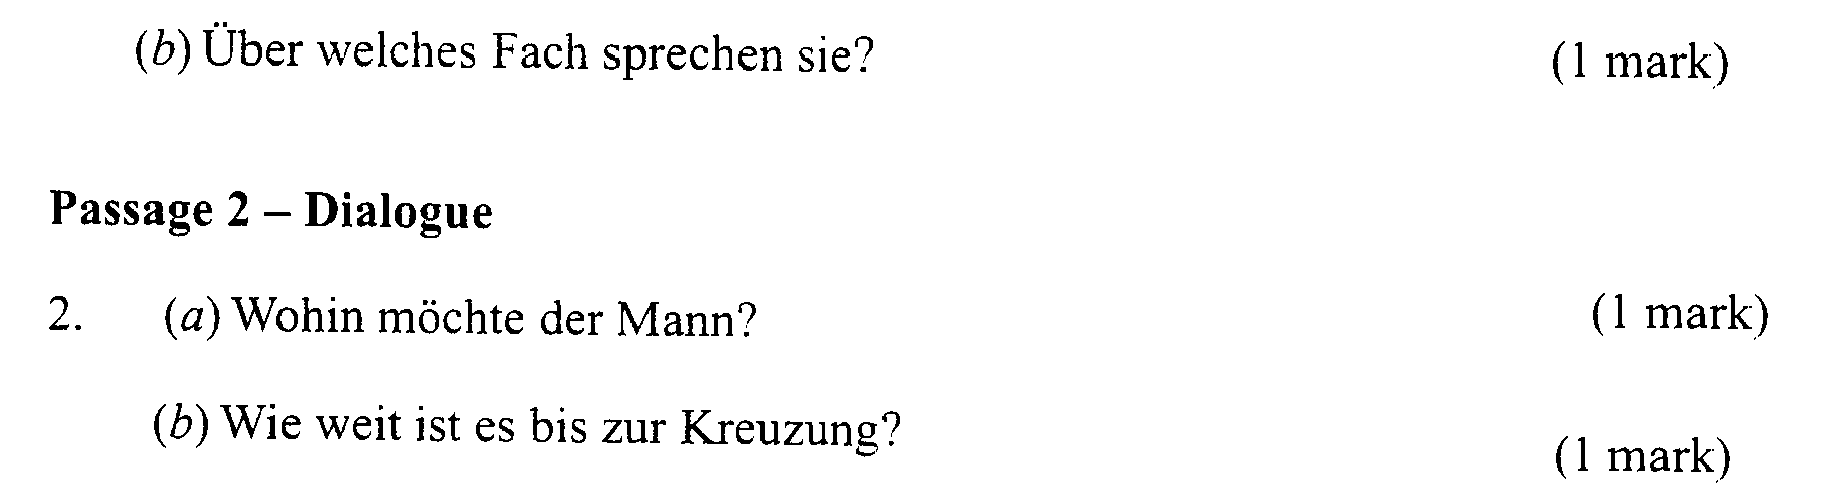 (b) Über welches Fach sprechen sie? (1 mark)
Passage 2 – Dialogue
2. (a) Wohin möchte der Mann? (1 mark)
(b) Wie weit ist es bis zur Kreuzung? (1 mark)